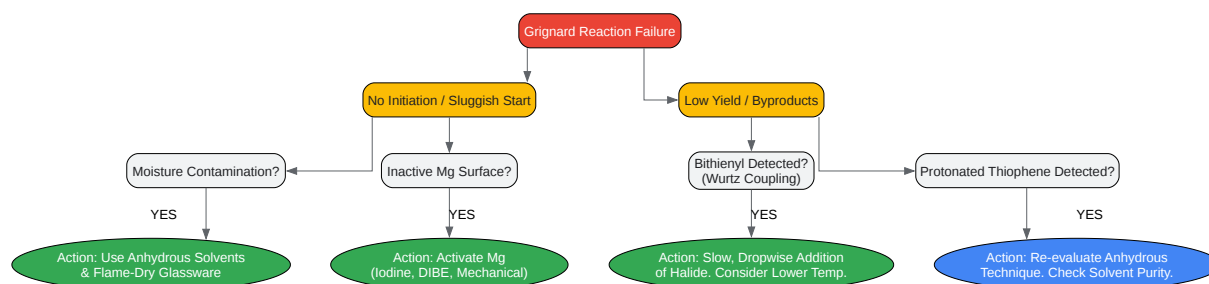 Grignard Reaction Failure
No Initiation / Sluggish Start
Low Yield / Byproducts
Moisture Contamination?
Inactive Mg Surface?
Bithienyl Detected?
(Wurtz Coupling)
Protonated Thiophene Detected?
YES
YES
YES
YES
Action: Use Anhydrous Solvents
& Flame-Dry Glassware
Action: Activate Mg
(Iodine, DIBE, Mechanical)
Action: Slow, Dropwise Addition
of Halide. Consider Lower Temp.
Action: Re-evaluate Anhydrous
Technique. Check Solvent Purity.